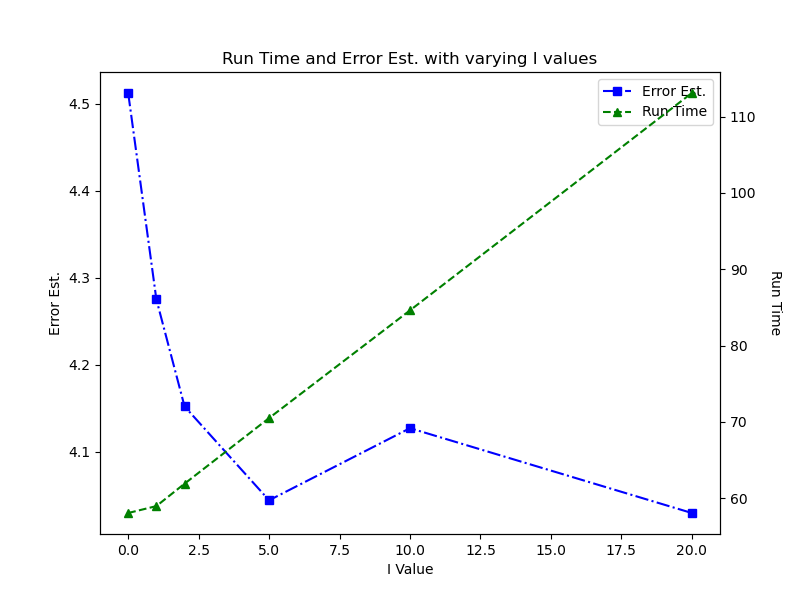 Run Time and Error Est. with varying I values
Error Est.
Run Time
4.5
4.4
4.3
4.2
4.1
Error Est.
110
100
90
80
70
60
Run Time
0.0 2.5 5.0 7.5 10.0 12.5 15.0 17.5 20.0
I Value